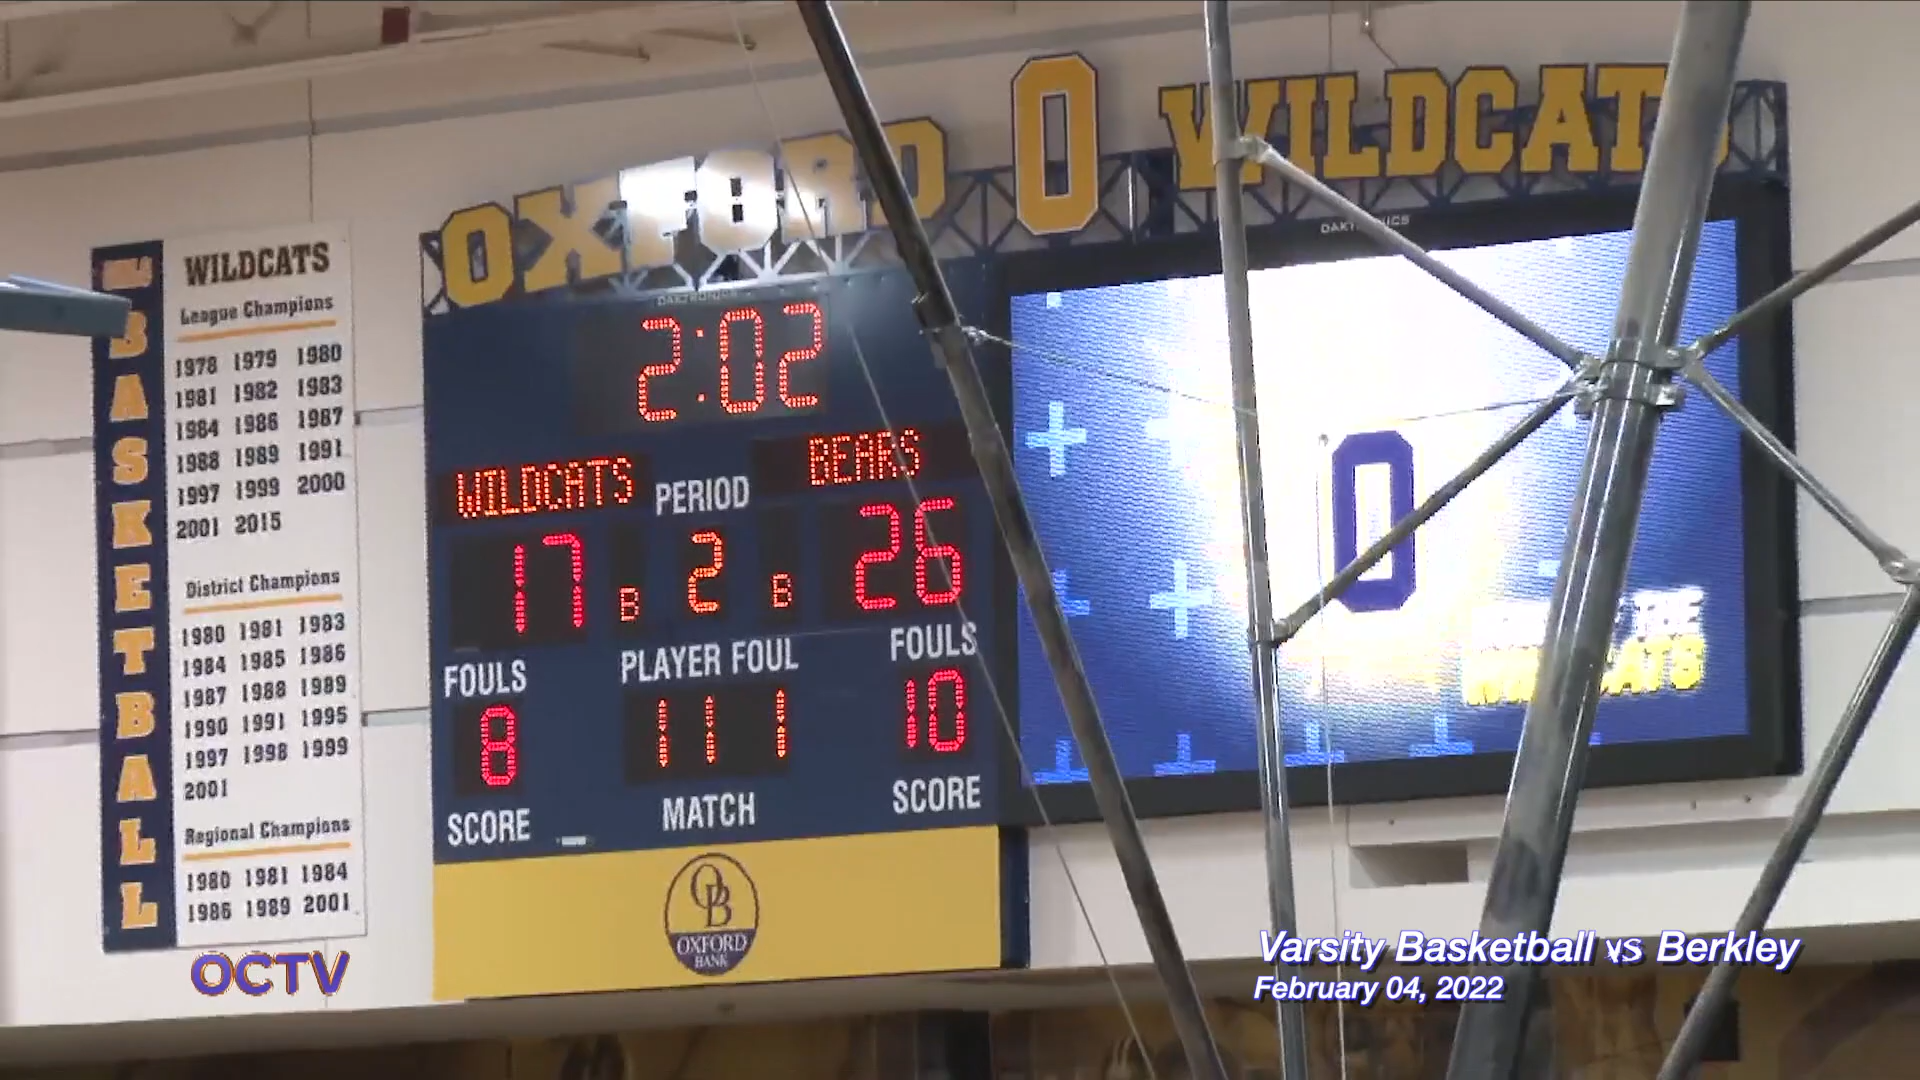 OXFORD O WILDCATS
DAKTRONICS
DAKTRONICS
WILDCATS
League Champions
1978 1979 1980
1981 1982 1983
1984 1986 1987
1988 1989 1991
1997 1999 2000
2001 2015
District Champions
1980 1981 1983
1984 1985 1986
1987 1988 1989
1990 1991 1995
1997 1998 1999
2001
Regional Champions
1980 1981 1984
1986 1989 2001
BASKETBALL
2:02
WILDCATS
PERIOD
BEARS
17 B 2 B 26
FOULS
PLAYER FOUL
FOULS
8
111
10
SCORE
MATCH
SCORE
OB
OXFORD
BANK
O
THE
WILDCATS
OCTV
Varsity Basketball vs Berkley
February 04, 2022